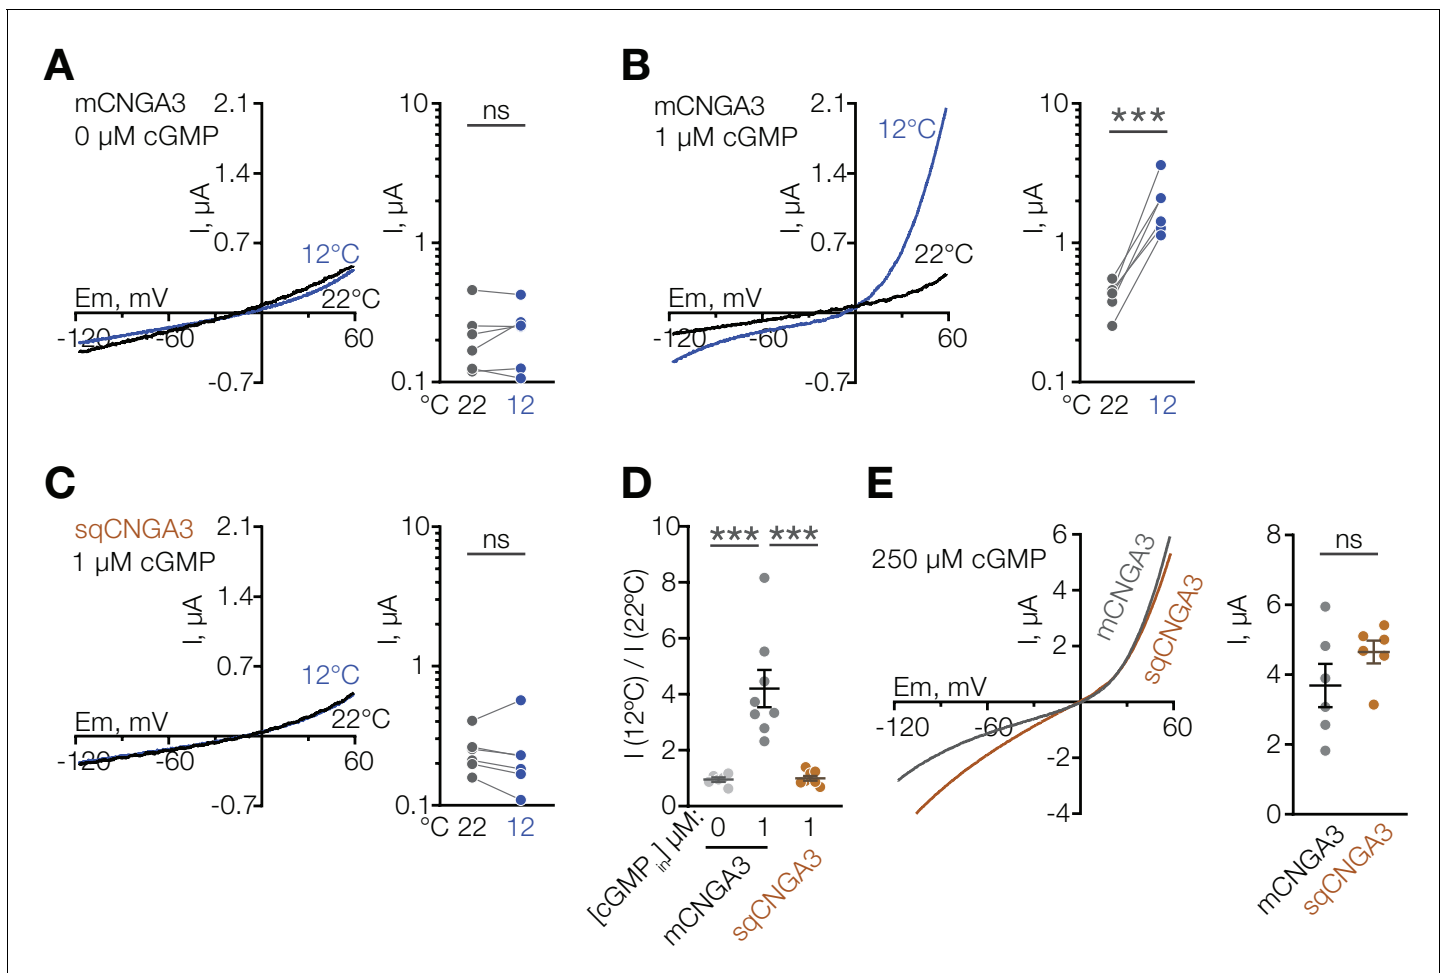 A
mCNGA3
0 µM cGMP
2.1
1.4
0.7
-0.7
I, µA
12°C
22°C
Em, mV
-120
-60
60
10
1
0.1
I, µA
ns
°C 22 12
B
mCNGA3
1 µM cGMP
2.1
1.4
0.7
-0.7
I, µA
12°C
22°C
Em, mV
-120
-60
60
10
1
0.1
I, µA
***
°C 22 12
C
sqCNGA3
1 µM cGMP
2.1
1.4
0.7
-0.7
I, µA
12°C
22°C
Em, mV
-120
-60
60
10
1
0.1
I, µA
ns
°C 22 12
D
10
8
6
4
2
0
I (12°C) / I (22°C)
*** ***
[cGMP in] µM: 0 1 1
mCNGA3
sqCNGA3
E
250 µM cGMP
6
4
2
-2
-4
I, µA
mCNGA3
sqCNGA3
Em, mV
-120
-60
60
8
6
4
2
0
I, µA
ns
mCNGA3
sqCNGA3